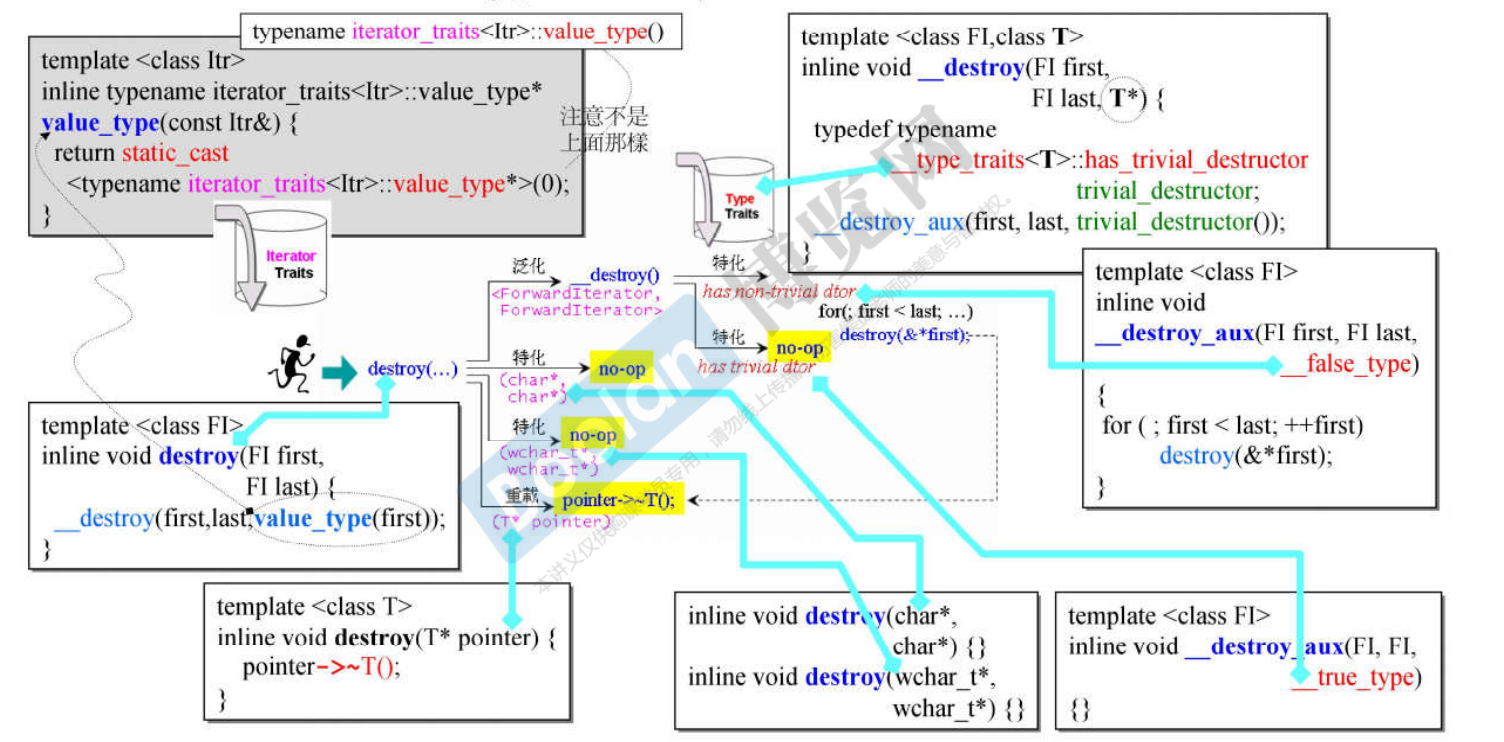 typename iterator_traits<Itr>::value_type()
template <class Itr>
inline typename iterator_traits<Itr>::value_type*
value_type(const Itr&) {
return static_cast
<typename iterator_traits<Itr>::value_type*>(0);
}
注意不是
上面那樣
Iterator
Traits
template <class FI,class T>
inline void __destroy(FI first,
FI last, T*) {
typedef typename
__type_traits<T>::has_trivial_destructor
trivial_destructor;
__destroy_aux(first, last, trivial_destructor());
}
Type
Traits
destroy(…)
泛化
__destroy()
<ForwardIterator,
ForwardIterator>
特化
has non-trivial dtor
for(; first < last; …)
destroy(&*first);
特化
no-op
has trivial dtor
特化
(char*,
char*)
no-op
特化
(wchar_t*,
wchar_t*)
no-op
重載
(T* pointer)
pointer->~T();
template <class FI>
inline void
__destroy_aux(FI first, FI last,
__false_type)
{
for ( ; first < last; ++first)
destroy(&*first);
}
template <class FI>
inline void destroy(FI first,
FI last) {
__destroy(first,last,value_type(first));
}
template <class T>
inline void destroy(T* pointer) {
pointer->~T();
}
inline void destroy(char*,
char*) {}
inline void destroy(wchar_t*,
wchar_t*) {}
template <class FI>
inline void __destroy_aux(FI, FI,
__true_type)
{}
Boolan
博览网